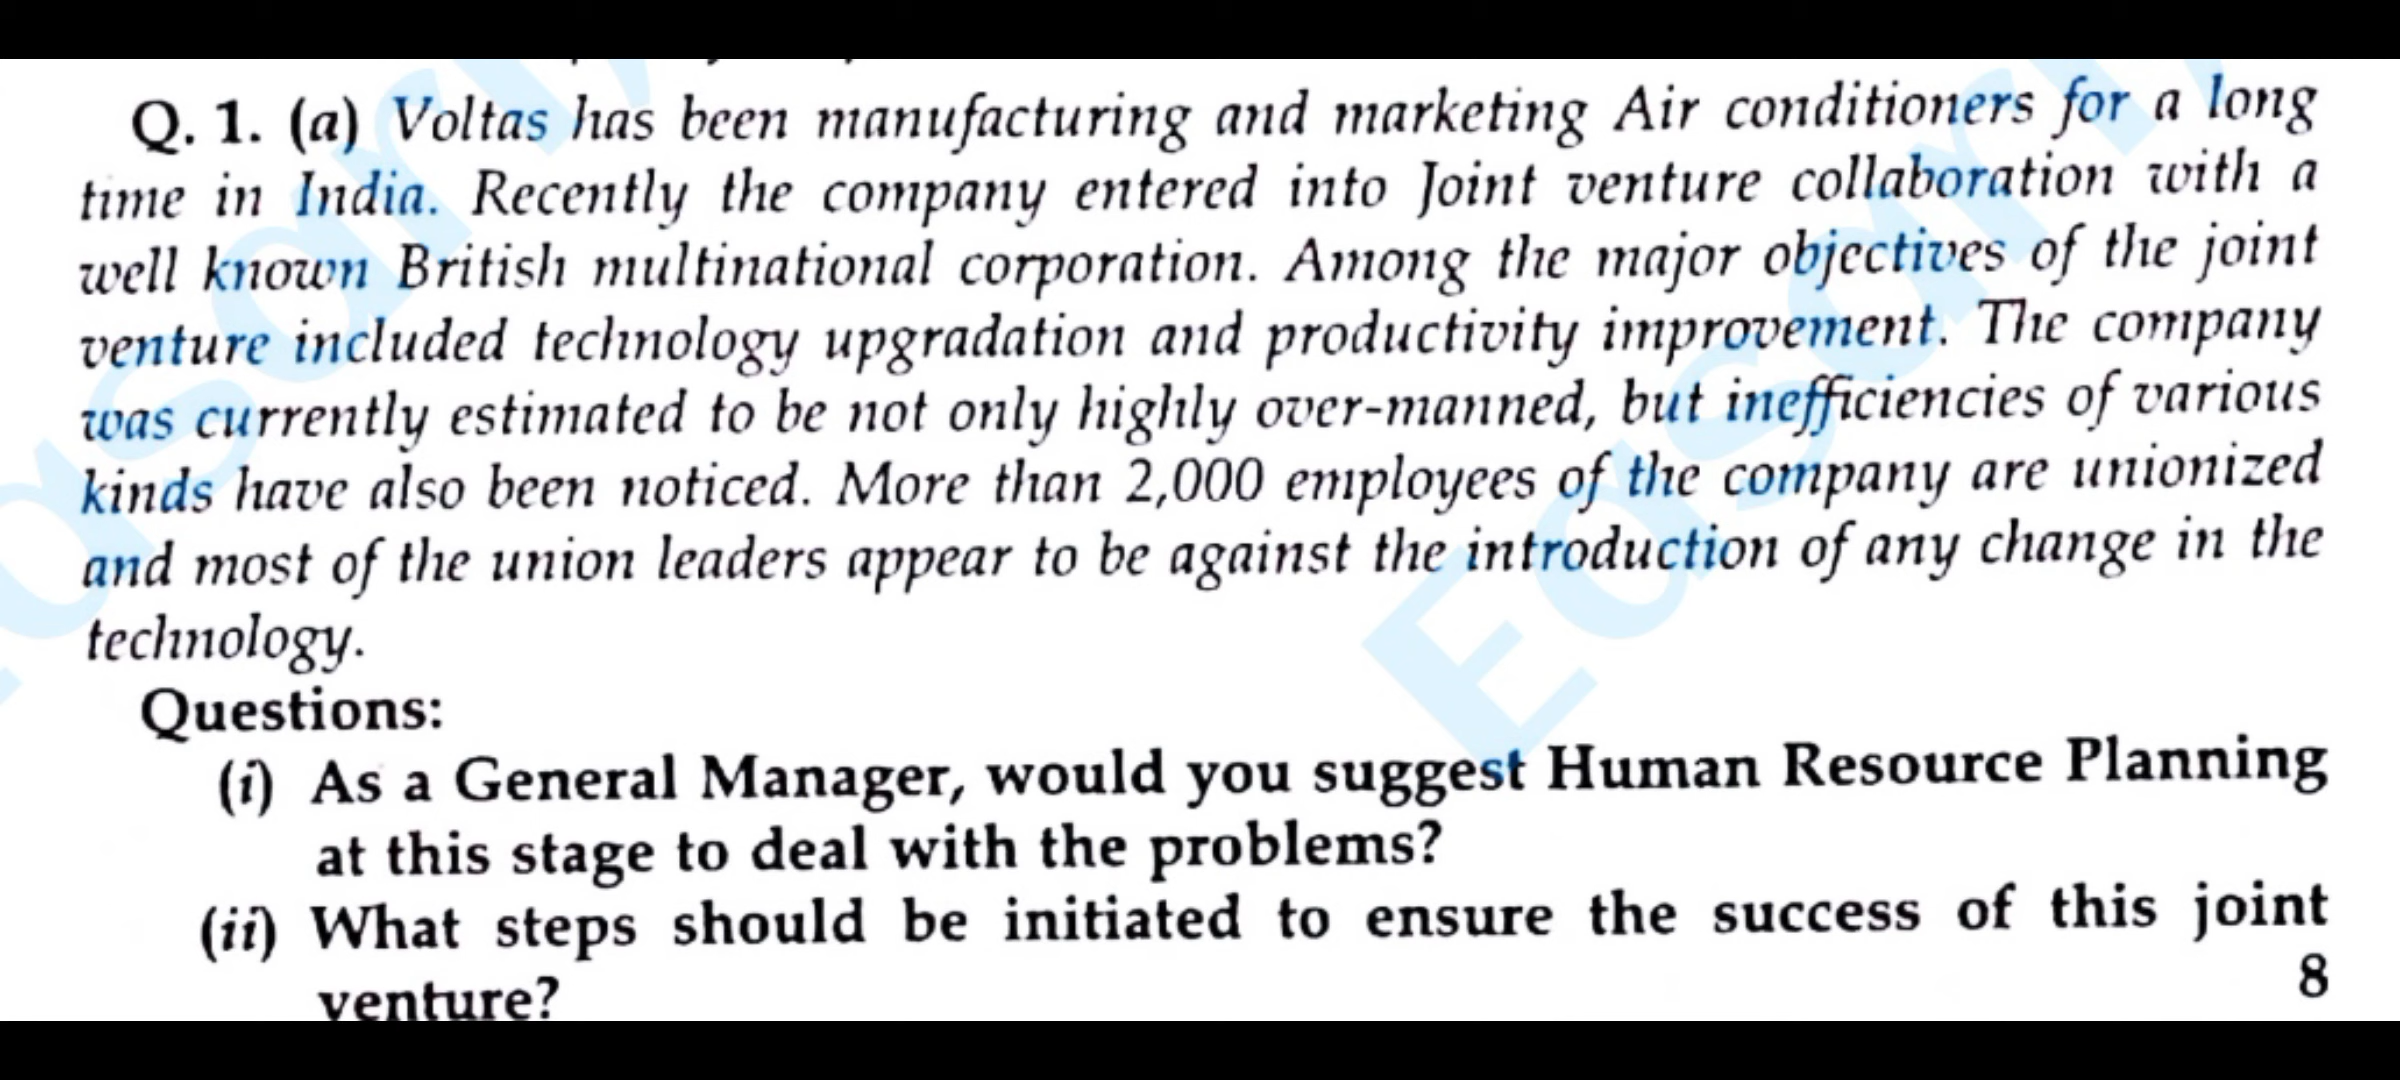 Q. 1. (a) Voltas has been manufacturing and marketing Air conditioners for a long
time in India. Recently the company entered into Joint venture collaboration with a
well known British multinational corporation. Among the major objectives of the joint
venture included technology upgradation and productivity improvement. The company
was currently estimated to be not only highly over-manned, but inefficiencies of various
kinds have also been noticed. More than 2,000 employees of the company are unionized
and most of the union leaders appear to be against the introduction of any change in the
technology.
Questions:
(i) As a General Manager, would you suggest Human Resource Planning
at this stage to deal with the problems?
(ii) What steps should be initiated to ensure the success of this joint
venture? 8